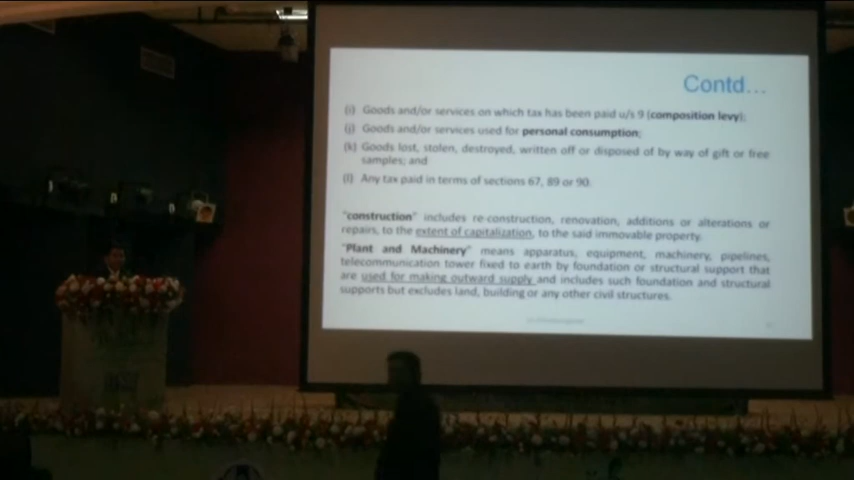 Contd...
(i) Goods and/or services on which tax has been paid u/s 9 (composition levy);
(j) Goods and/or services used for personal consumption;
(k) Goods lost, stolen, destroyed, written off or disposed of by way of gift or free
samples; and
(l) Any tax paid in terms of sections 67, 89 or 90.
"construction" includes re-construction, renovation, additions or alterations or
repairs, to the extent of capitalization, to the said immovable property.
"Plant and Machinery" means apparatus, equipment, machinery, pipelines,
telecommunication tower fixed to earth by foundation or structural support that
are used for making outward supply and includes such foundation and structural
supports but excludes land, building or any other civil structures.